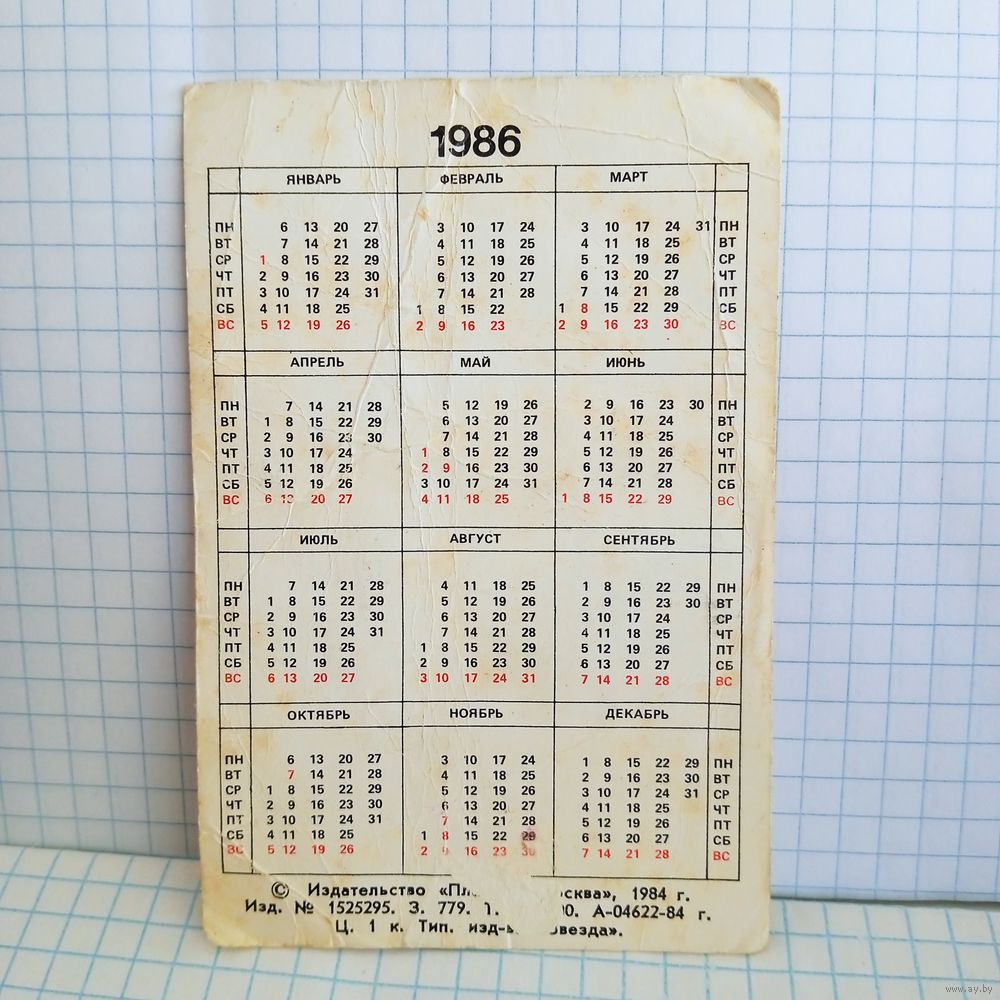 1986
ЯНВАРЬ ФЕВРАЛЬ МАРТ
ПН 6 13 20 27 3 10 17 24 3 10 17 24 31 ПН
ВТ 7 14 21 28 4 11 18 25 4 11 18 25 ВТ
СР 1 8 15 22 29 5 12 19 26 5 12 19 26 СР
ЧТ 2 9 16 23 30 6 13 20 27 6 13 20 27 ЧТ
ПТ 3 10 17 24 31 7 14 21 28 7 14 21 28 ПТ
СБ 4 11 18 25 1 8 15 22 1 8 15 22 29 СБ
ВС 5 12 19 26 2 9 16 23 2 9 16 23 30 ВС
АПРЕЛЬ МАЙ ИЮНЬ
ПН 7 14 21 28 5 12 19 26 2 9 16 23 30 ПН
ВТ 1 8 15 22 29 6 13 20 27 3 10 17 24 ВТ
СР 2 9 16 23 30 7 14 21 28 4 11 18 25 СР
ЧТ 3 10 17 24 1 8 15 22 29 5 12 19 26 ЧТ
ПТ 4 11 18 25 2 9 16 23 30 6 13 20 27 ПТ
СБ 5 12 19 26 3 10 17 24 31 7 14 21 28 СБ
ВС 6 13 20 27 4 11 18 25 1 8 15 22 29 ВС
ИЮЛЬ АВГУСТ СЕНТЯБРЬ
ПН 7 14 21 28 4 11 18 25 1 8 15 22 29 ПН
ВТ 1 8 15 22 29 5 12 19 26 2 9 16 23 30 ВТ
СР 2 9 16 23 30 6 13 20 27 3 10 17 24 СР
ЧТ 3 10 17 24 31 7 14 21 28 4 11 18 25 ЧТ
ПТ 4 11 18 25 1 8 15 22 29 5 12 19 26 ПТ
СБ 5 12 19 26 2 9 16 23 30 6 13 20 27 СБ
ВС 6 13 20 27 3 10 17 24 31 7 14 21 28 ВС
ОКТЯБРЬ НОЯБРЬ ДЕКАБРЬ
ПН 6 13 20 27 3 10 17 24 1 8 15 22 29 ПН
ВТ 7 14 21 28 4 11 18 25 2 9 16 23 30 ВТ
СР 1 8 15 22 29 5 12 19 26 3 10 17 24 31 СР
ЧТ 2 9 16 23 30 6 13 20 27 4 11 18 25 ЧТ
ПТ 3 10 17 24 31 7 14 21 28 5 12 19 26 ПТ
СБ 4 11 18 25 1 8 15 22 29 6 13 20 27 СБ
ВС 5 12 19 26 2 9 16 23 30 7 14 21 28 ВС
© Издательство 1984 г.
Изд. № 1525295. З. 779. А-04622-84 г.
Ц. 1 к. Тип.
www.ay.by